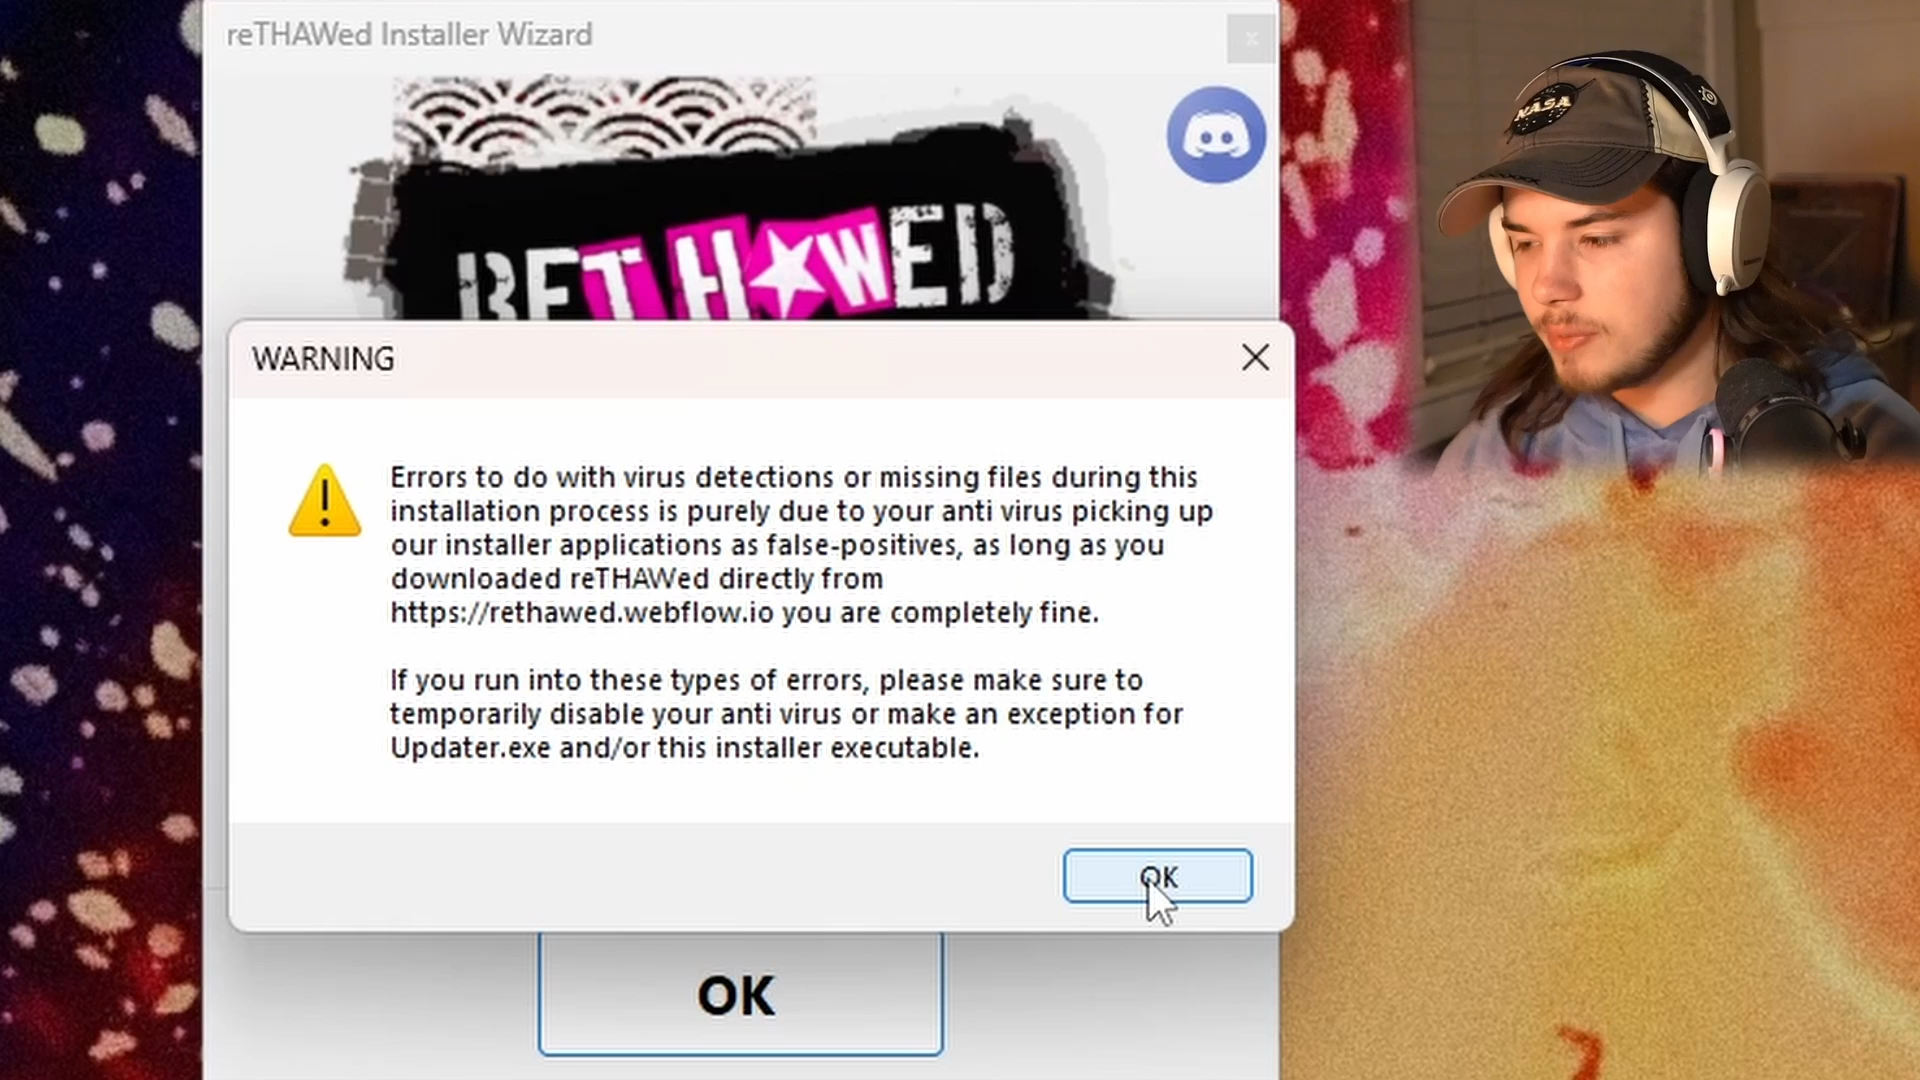 reTHAWed Installer Wizard
x
RETHAWED
NASA
WARNING
Errors to do with virus detections or missing files during this
installation process is purely due to your anti virus picking up
our installer applications as false-positives, as long as you
downloaded reTHAWed directly from
https://rethawed.webflow.io you are completely fine.
If you run into these types of errors, please make sure to
temporarily disable your anti virus or make an exception for
Updater.exe and/or this installer executable.
OK
OK